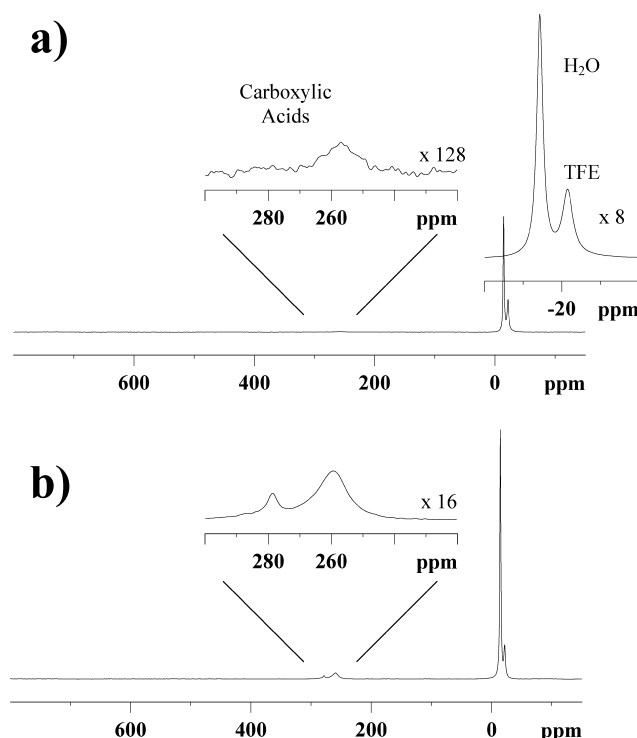 a)
Carboxylic
Acids
x 128
280 260 ppm
H₂O
TFE
x 8
-20 ppm
600 400 200 0 ppm
b)
x 16
280 260 ppm
600 400 200 0 ppm